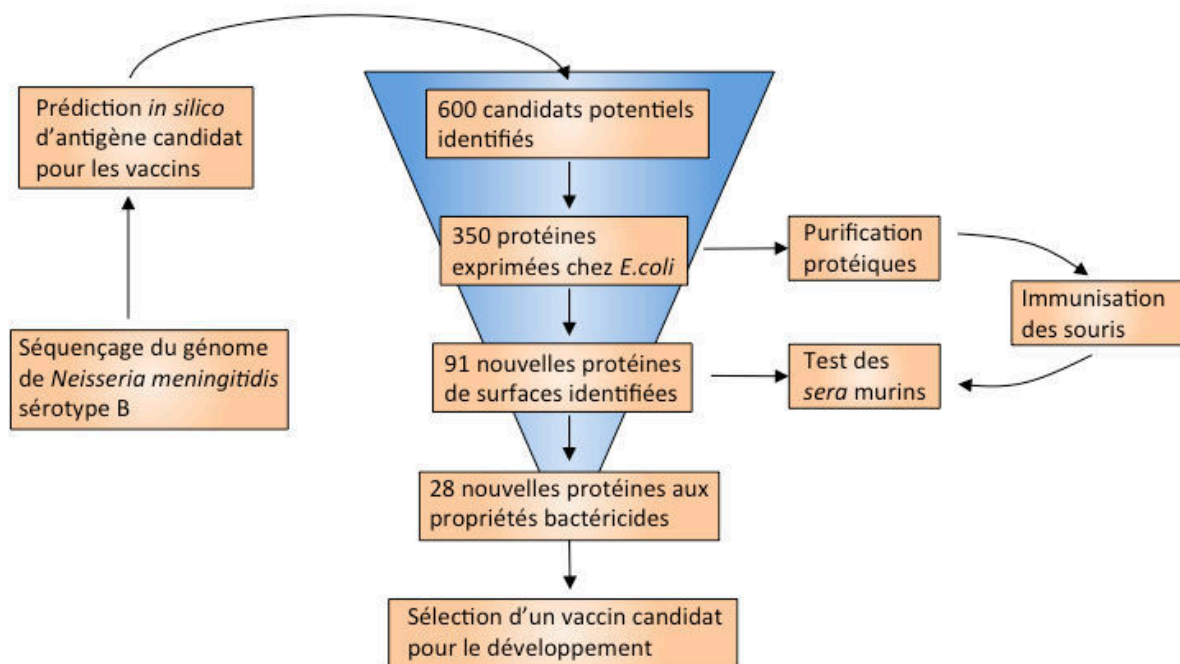 Prédiction in silico
d'antigène candidat
pour les vaccins
Séquençage du génome
de Neisseria meningitidis
sérotype B
600 candidats potentiels
identifiés
350 protéines
exprimées chez E.coli
91 nouvelles protéines
de surfaces identifiées
28 nouvelles protéines aux
propriétés bactéricides
Sélection d'un vaccin candidat
pour le développement
Purification
protéiques
Immunisation
des souris
Test des
sera murins